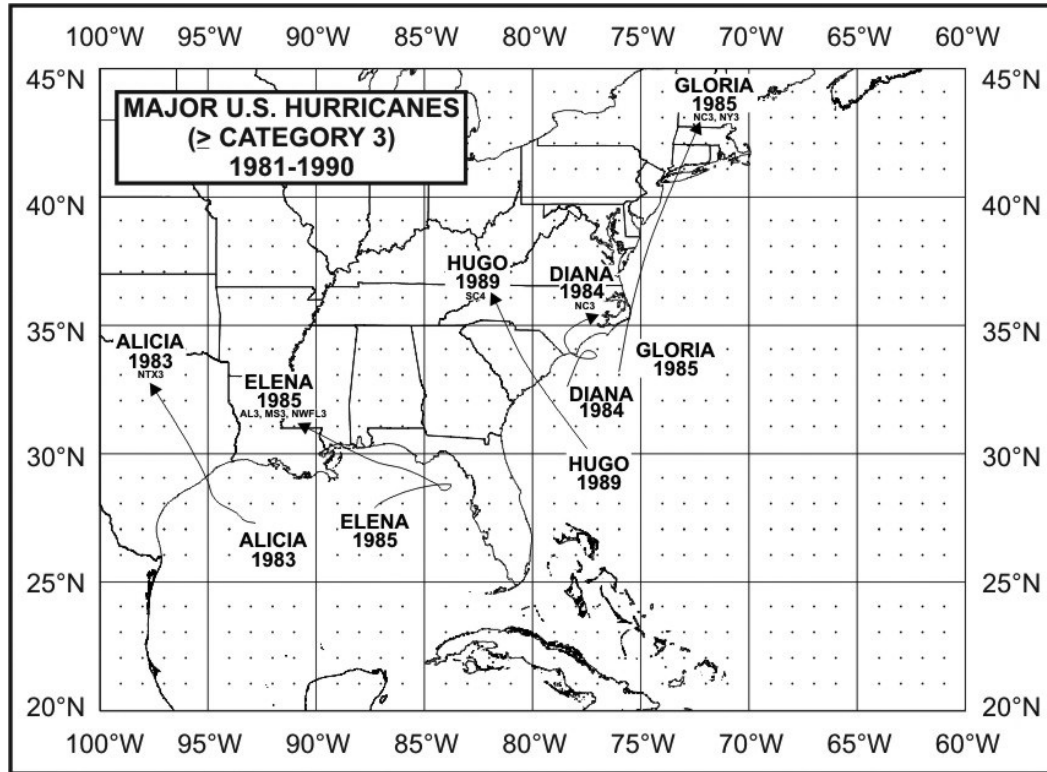 100°W 95°W 90°W 85°W 80°W 75°W 70°W 65°W 60°W
45°N
45°N
MAJOR U.S. HURRICANES
(≥ CATEGORY 3)
1981-1990
GLORIA
1985
NC3, NY3
40°N
40°N
HUGO
1989
SC4
DIANA
1984
NC3
35°N
35°N
ALICIA
1983
NTX3
ELENA
1985
AL3, MS3, NWFL3
GLORIA
1985
DIANA
1984
30°N
30°N
HUGO
1989
ELENA
1985
ALICIA
1983
25°N
25°N
20°N
20°N
100°W 95°W 90°W 85°W 80°W 75°W 70°W 65°W 60°W